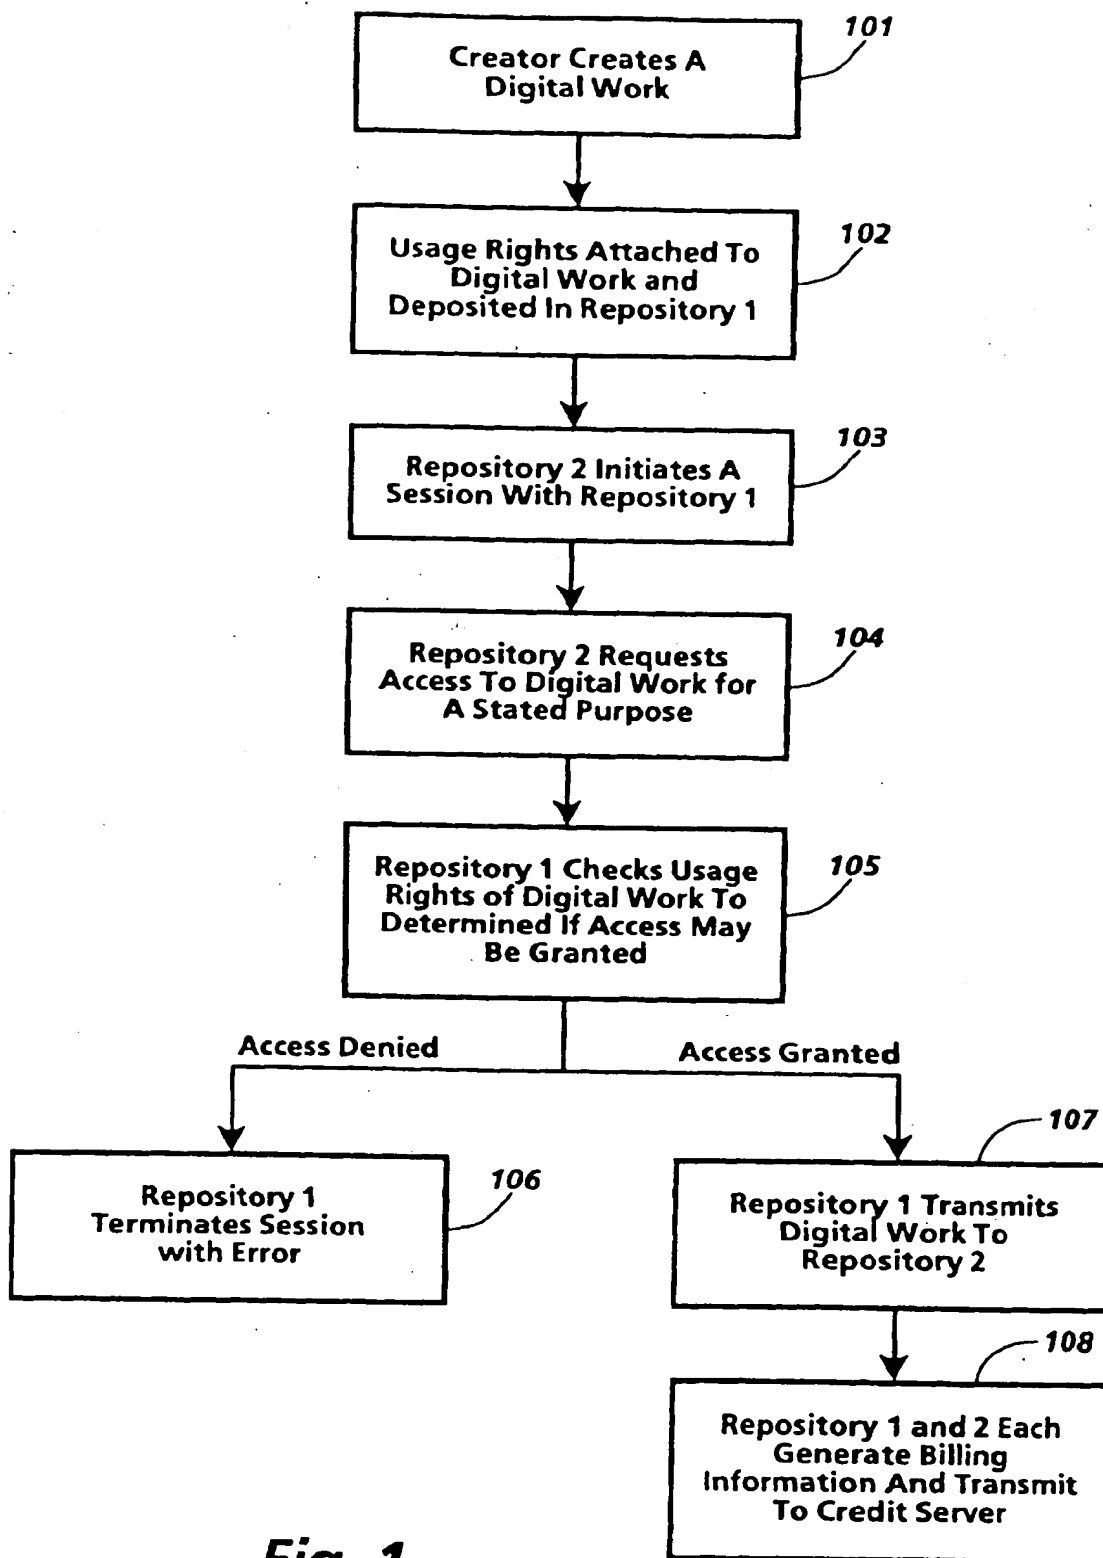 101
Creator Creates A
Digital Work
102
Usage Rights Attached To
Digital Work and
Deposited In Repository 1
103
Repository 2 Initiates A
Session With Repository 1
104
Repository 2 Requests
Access To Digital Work for
A Stated Purpose
105
Repository 1 Checks Usage
Rights of Digital Work To
Determined If Access May
Be Granted
Access Denied
Access Granted
106
Repository 1
Terminates Session
with Error
107
Repository 1 Transmits
Digital Work To
Repository 2
108
Repository 1 and 2 Each
Generate Billing
Information And Transmit
To Credit Server
Fig. 1